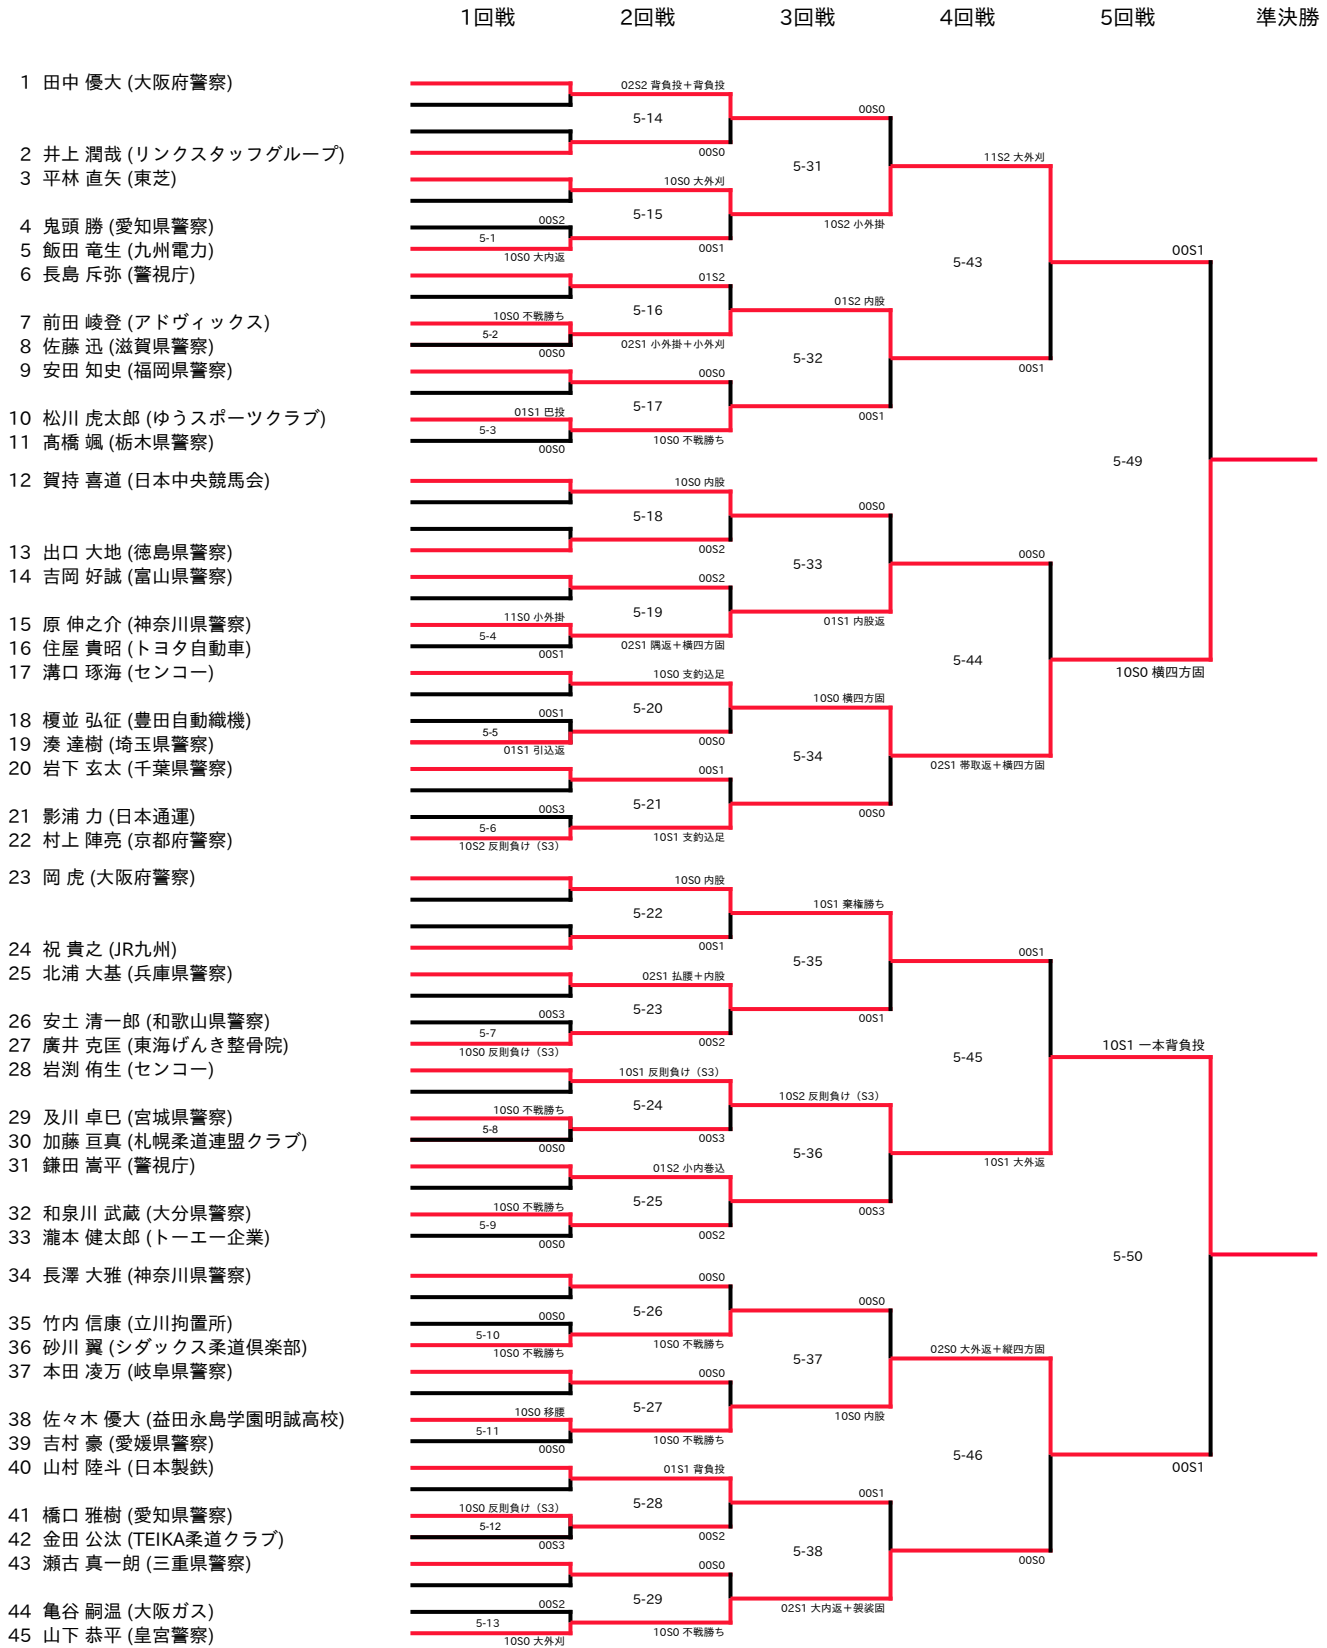 1回戦 2回戦 3回戦 4回戦 5回戦 準決勝
1 田中 優大 (大阪府警察)
02S2 背負投＋背負投
00S0
5-14
2 井上 潤哉 (リンクスタッフグループ)
00S0
11S2 大外刈
5-31
3 平林 直矢 (東芝)
10S0 大外刈
4 鬼頭 勝 (愛知県警察)
00S2
5-15
10S2 小外掛
5-1
5 飯田 竜生 (九州電力)
10S0 大内返
00S1
00S1
5-43
6 長島 斥弥 (警視庁)
01S2
01S2 内股
5-16
7 前田 崚登 (アドヴィックス)
10S0 不戦勝ち
5-2
8 佐藤 迅 (滋賀県警察)
00S0
02S1 小外掛＋小外刈
5-32
9 安田 知史 (福岡県警察)
00S0
00S1
5-17
10 松川 虎太郎 (ゆうスポーツクラブ)
01S1 巴投
00S1
5-3
11 髙橋 颯 (栃木県警察)
00S0
10S0 不戦勝ち
5-49
12 賀持 喜道 (日本中央競馬会)
10S0 内股
00S0
5-18
13 出口 大地 (徳島県警察)
00S2
00S0
5-33
14 吉岡 好誠 (富山県警察)
00S2
15 原 伸之介 (神奈川県警察)
11S0 小外掛
5-19
01S1 内股返
5-4
16 住屋 貴昭 (トヨタ自動車)
00S1
02S1 隅返＋横四方固
5-44
17 溝口 琢海 (センコー)
10S0 支釣込足
10S0 横四方固
10S0 横四方固
5-20
18 榎並 弘征 (豊田自動織機)
00S1
5-5
19 湊 達樹 (埼玉県警察)
01S1 引込返
00S0
5-34
02S1 帯取返＋横四方固
20 岩下 玄太 (千葉県警察)
00S1
5-21
21 影浦 力 (日本通運)
00S3
00S0
5-6
22 村上 陣亮 (京都府警察)
10S2 反則負け（S3）
10S1 支釣込足
23 岡 虎 (大阪府警察)
10S0 内股
10S1 棄権勝ち
5-22
24 祝 貴之 (JR九州)
00S1
00S1
5-35
25 北浦 大基 (兵庫県警察)
02S1 払腰＋内股
26 安土 清一郎 (和歌山県警察)
00S3
5-23
00S1
5-7
27 廣井 克匡 (東海げんき整骨院)
10S0 反則負け（S3）
00S2
10S1 一本背負投
5-45
28 岩渕 侑生 (センコー)
10S1 反則負け（S3）
10S2 反則負け（S3）
5-24
29 及川 卓巳 (宮城県警察)
10S0 不戦勝ち
5-8
30 加藤 亘真 (札幌柔道連盟クラブ)
00S0
00S3
5-36
10S1 大外返
31 鎌田 嵩平 (警視庁)
01S2 小内巻込
5-25
32 和泉川 武蔵 (大分県警察)
10S0 不戦勝ち
00S3
5-9
33 瀧本 健太郎 (トーエー企業)
00S0
00S2
5-50
34 長澤 大雅 (神奈川県警察)
00S0
00S0
5-26
35 竹内 信康 (立川拘置所)
00S0
5-10
36 砂川 翼 (シダックス柔道倶楽部)
10S0 不戦勝ち
10S0 不戦勝ち
02S0 大外返＋縦四方固
5-37
37 本田 凌万 (岐阜県警察)
00S0
5-27
38 佐々木 優大 (益田永島学園明誠高校)
10S0 移腰
10S0 内股
5-11
39 吉村 豪 (愛媛県警察)
00S0
10S0 不戦勝ち
5-46
40 山村 陸斗 (日本製鉄)
01S1 背負投
00S1
00S1
5-28
41 橋口 雅樹 (愛知県警察)
10S0 反則負け（S3）
5-12
42 金田 公汰 (TEIKA柔道クラブ)
00S3
00S2
5-38
00S0
43 瀬古 真一朗 (三重県警察)
00S0
5-29
44 亀谷 嗣温 (大阪ガス)
00S2
02S1 大内返＋袈裟固
5-13
45 山下 恭平 (皇宮警察)
10S0 大外刈
10S0 不戦勝ち